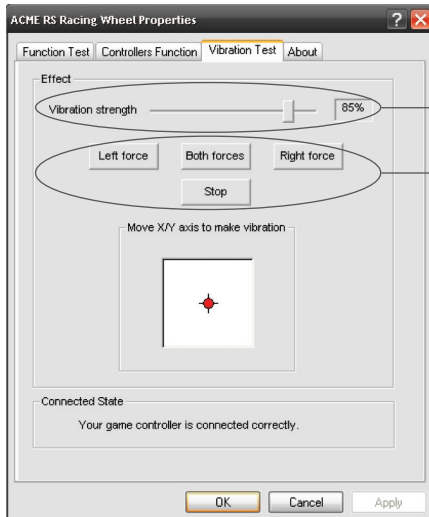 ACME RS Racing Wheel Properties
Function Test Controllers Function Vibration Test About
Effect
Vibration strength 85%
Left force Both forces Right force
Stop
Move X/Y axis to make vibration
Connected State
Your game controller is connected correctly.
OK Cancel Apply